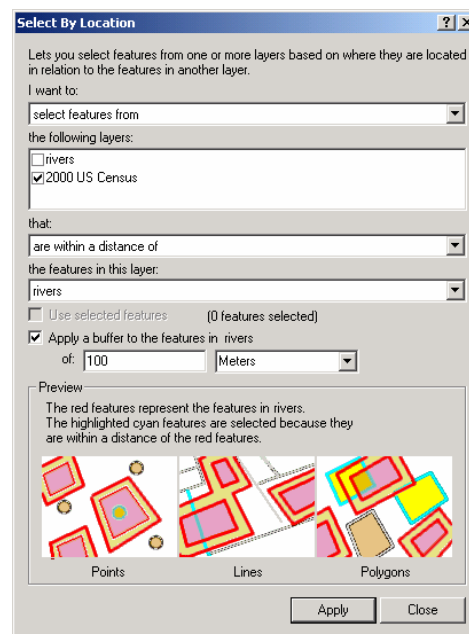 Select By Location
Lets you select features from one or more layers based on where they are located
in relation to the features in another layer.
I want to:
select features from
the following layers:
rivers
2000 US Census
that:
are within a distance of
the features in this layer:
rivers
Use selected features (0 features selected)
Apply a buffer to the features in rivers
of: 100 Meters
Preview
The red features represent the features in rivers.
The highlighted cyan features are selected because they
are within a distance of the red features.
Points Lines Polygons
Apply Close